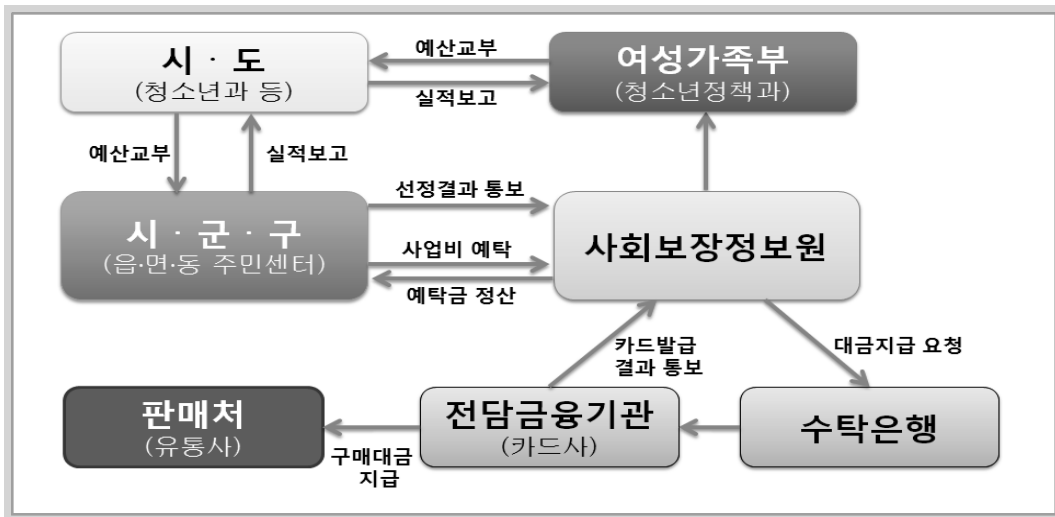 시 · 도
(청소년과 등)
예산교부
실적보고
여성가족부
(청소년정책과)
예산교부
실적보고
시 · 군 · 구
(읍·면·동 주민센터)
선정결과 통보
사업비 예탁
예탁금 정산
사회보장정보원
카드발급
결과 통보
대금지급 요청
판매처
(유통사)
구매대금
지급
전담금융기관
(카드사)
수탁은행